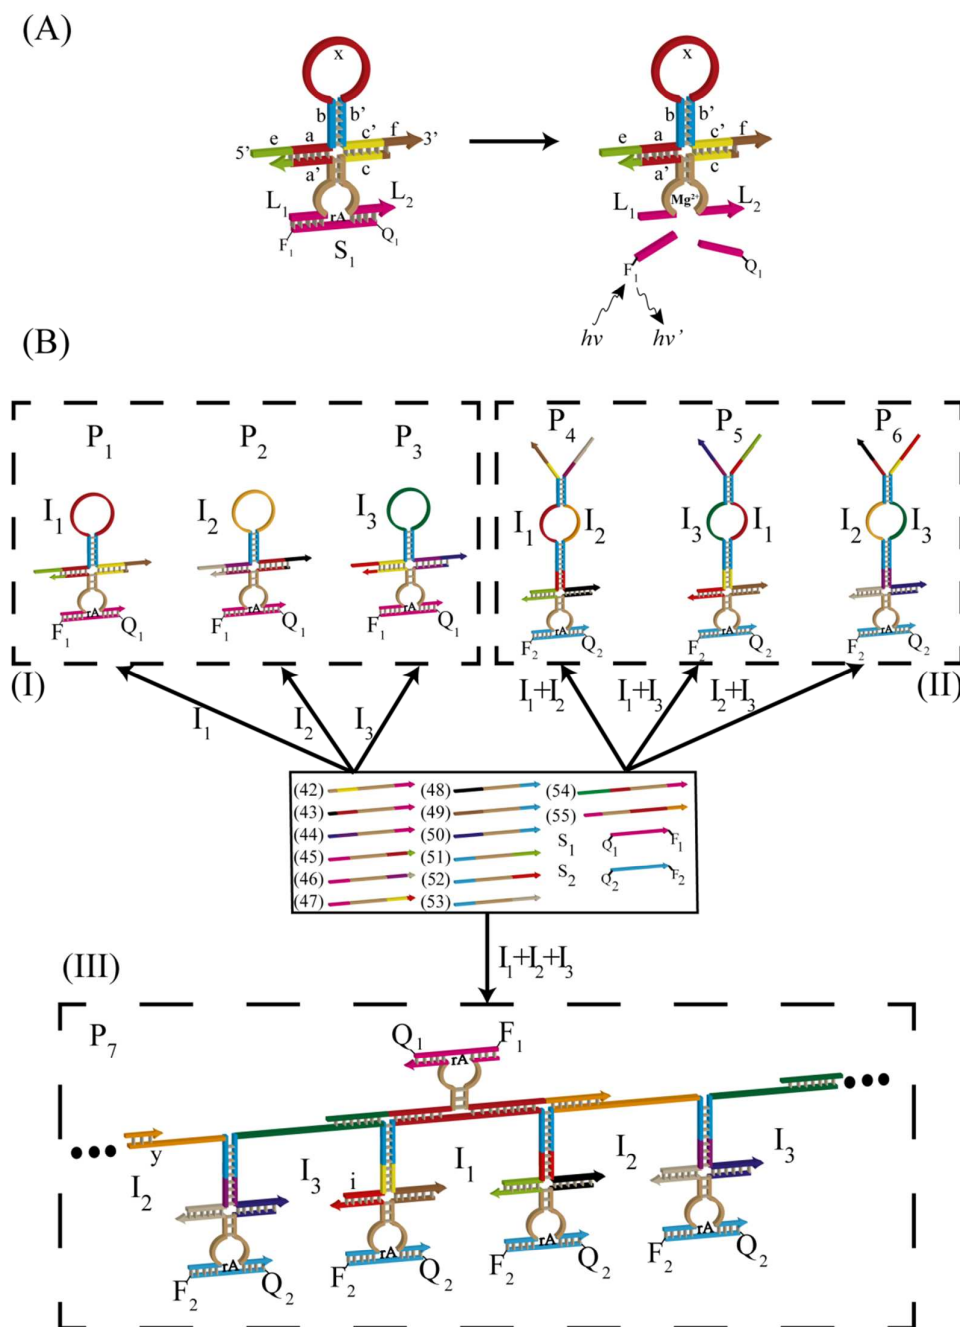 (A)
x x
b b' b b'
e a c' f e a c' f
5' 3'
a' c a' c
L₁ L₂ L₁ Mg²⁺ L₂
rA
F₁ S₁ Q₁
F₁ Q₁
hν hν'
(B)
P₁ P₂ P₃ P₄ P₅ P₆
I₁ I₂ I₃ I₁ I₂ I₃ I₁ I₂ I₃
rA rA rA rA rA rA
F₁ Q₁ F₁ Q₁ F₁ Q₁ F₂ Q₂ F₂ Q₂ F₂ Q₂
(I) I₁ I₂ I₃ I₁+I₂ I₁+I₃ I₂+I₃ (II)
(42) (48) (54)
(43) (49) (55)
(44) (50) S₁ Q₁ F₁
(45) (51)
(46) (52) S₂ Q₂ F₂
(47) (53)
I₁+I₂+I₃
(III)
P₇
Q₁ F₁
rA
y
I₂ I₃ I₁ I₂ I₃
i
rA rA rA rA
F₂ Q₂ F₂ Q₂ F₂ Q₂ F₂ Q₂